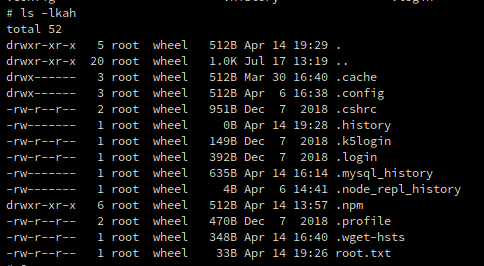 # ls -lkah
total 52
drwxr-xr-x   5 root  wheel   512B Apr 14 19:29 .
drwxr-xr-x  20 root  wheel   1.0K Jul 17 13:19 ..
drwx------   3 root  wheel   512B Mar 30 16:40 .cache
drwx------   3 root  wheel   512B Apr  6 16:38 .config
-rw-r--r--   2 root  wheel   951B Dec  7  2018 .cshrc
-rw-------   1 root  wheel     0B Apr 14 19:28 .history
-rw-r--r--   1 root  wheel   149B Dec  7  2018 .k5login
-rw-r--r--   1 root  wheel   392B Dec  7  2018 .login
-rw-------   1 root  wheel   635B Apr 14 16:14 .mysql_history
-rw-------   1 root  wheel     4B Apr  6 14:41 .node_repl_history
drwxr-xr-x   6 root  wheel   512B Apr 14 13:57 .npm
-rw-r--r--   2 root  wheel   470B Dec  7  2018 .profile
-rw-r--r--   1 root  wheel   348B Apr 14 16:40 .wget-hsts
-rw-r--r--   1 root  wheel    33B Apr 14 19:26 root.txt